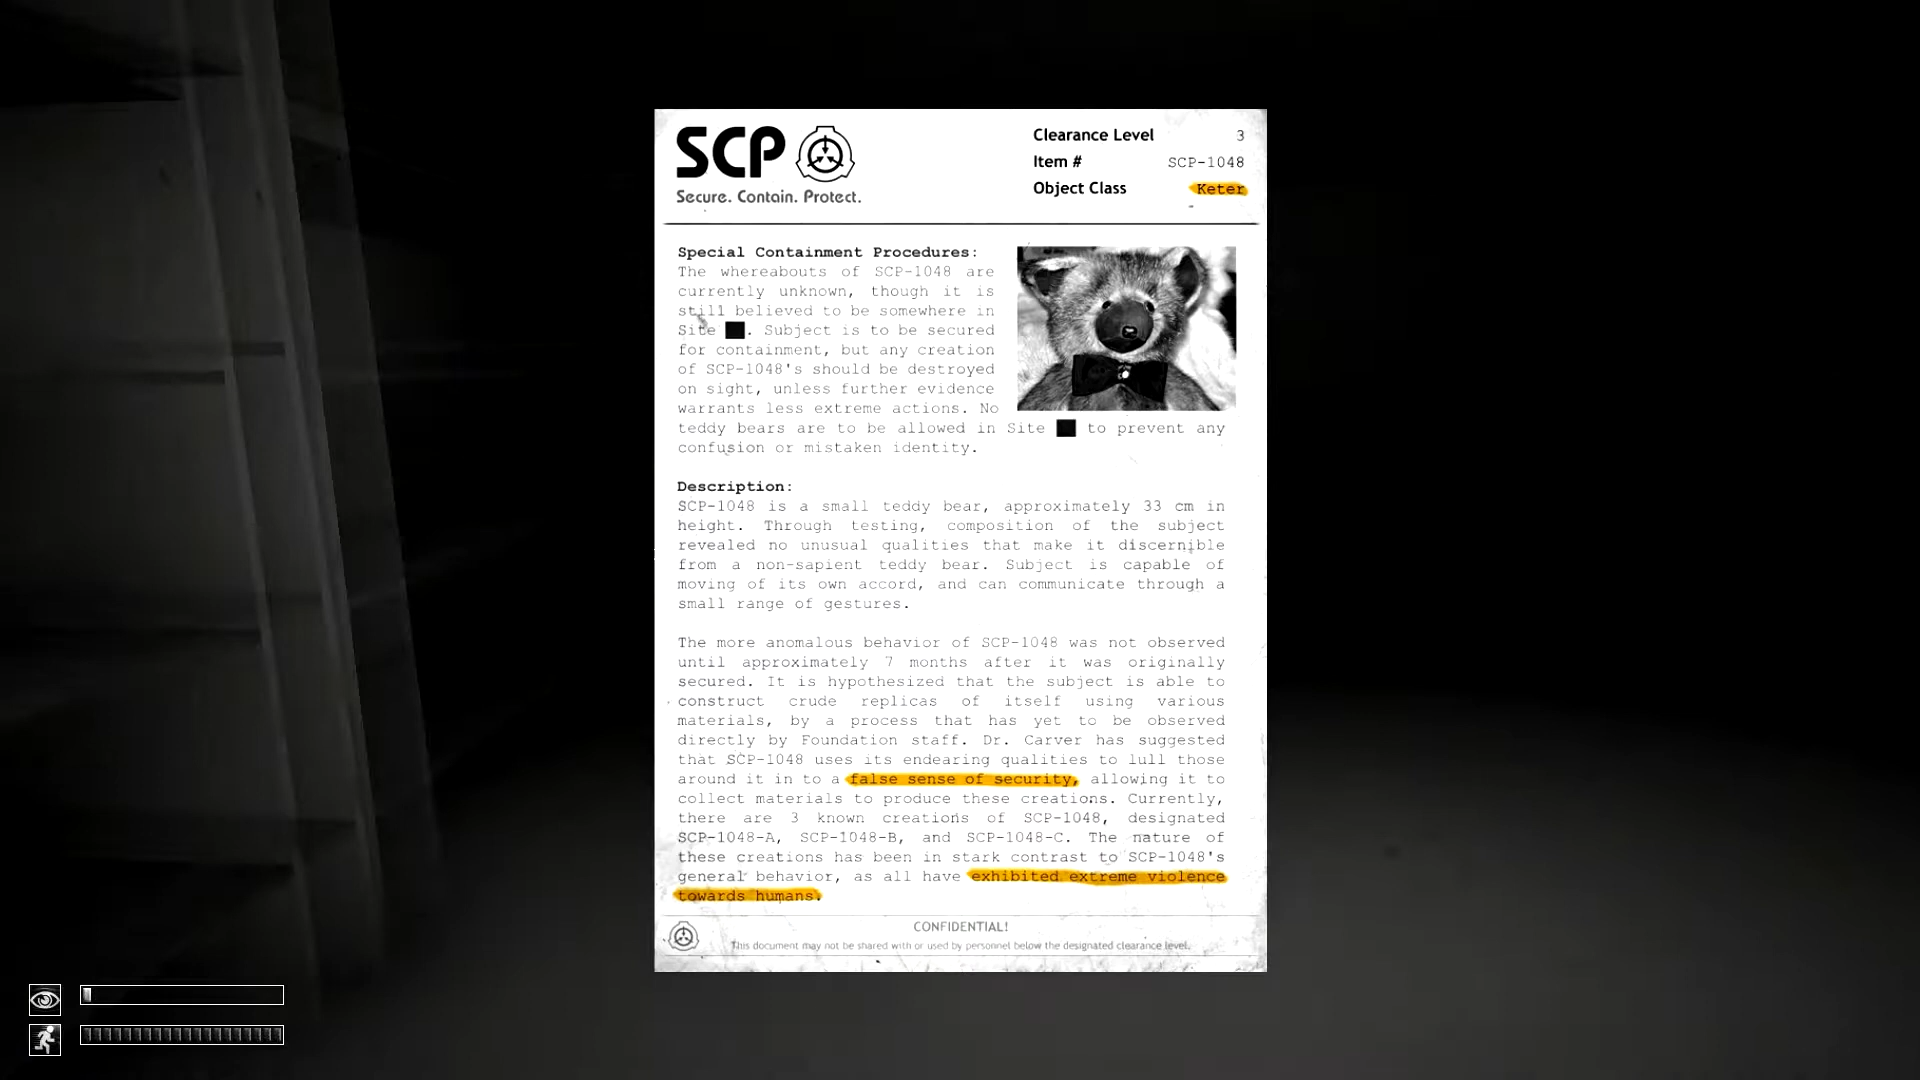 SCP
Secure. Contain. Protect.
Clearance Level 3
Item # SCP-1048
Object Class Keter
Special Containment Procedures:
The whereabouts of SCP-1048 are
currently unknown, though it is
still believed to be somewhere in
Site . Subject is to be secured
for containment, but any creation
of SCP-1048's should be destroyed
on sight, unless further evidence
warrants less extreme actions. No
teddy bears are to be allowed in Site to prevent any
confusion or mistaken identity.
Description:
SCP-1048 is a small teddy bear, approximately 33 cm in
height. Through testing, composition of the subject
revealed no unusual qualities that make it discernible
from a non-sapient teddy bear. Subject is capable of
moving of its own accord, and can communicate through a
small range of gestures.
The more anomalous behavior of SCP-1048 was not observed
until approximately 7 months after it was originally
secured. It is hypothesized that the subject is able to
construct crude replicas of itself using various
materials, by a process that has yet to be observed
directly by Foundation staff. Dr. Carver has suggested
that SCP-1048 uses its endearing qualities to lull those
around it in to a false sense of security, allowing it to
collect materials to produce these creations. Currently,
there are 3 known creations of SCP-1048, designated
SCP-1048-A, SCP-1048-B, and SCP-1048-C. The nature of
these creations has been in stark contrast to SCP-1048's
general behavior, as all have exhibited extreme violence
towards humans.
CONFIDENTIAL!
This document may not be shared with or used by personnel below the designated clearance level.